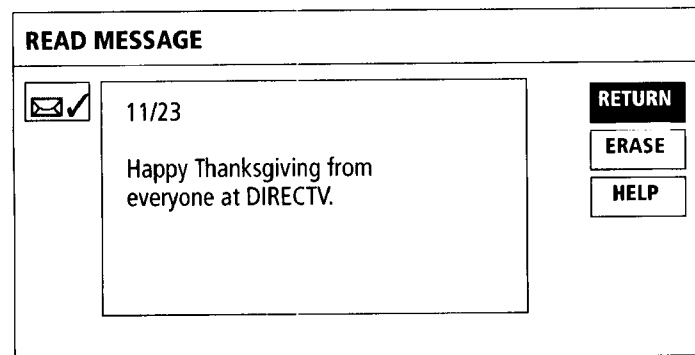 READ MESSAGE
11/23
Happy Thanksgiving from
everyone at DIRECTV.
RETURN
ERASE
HELP